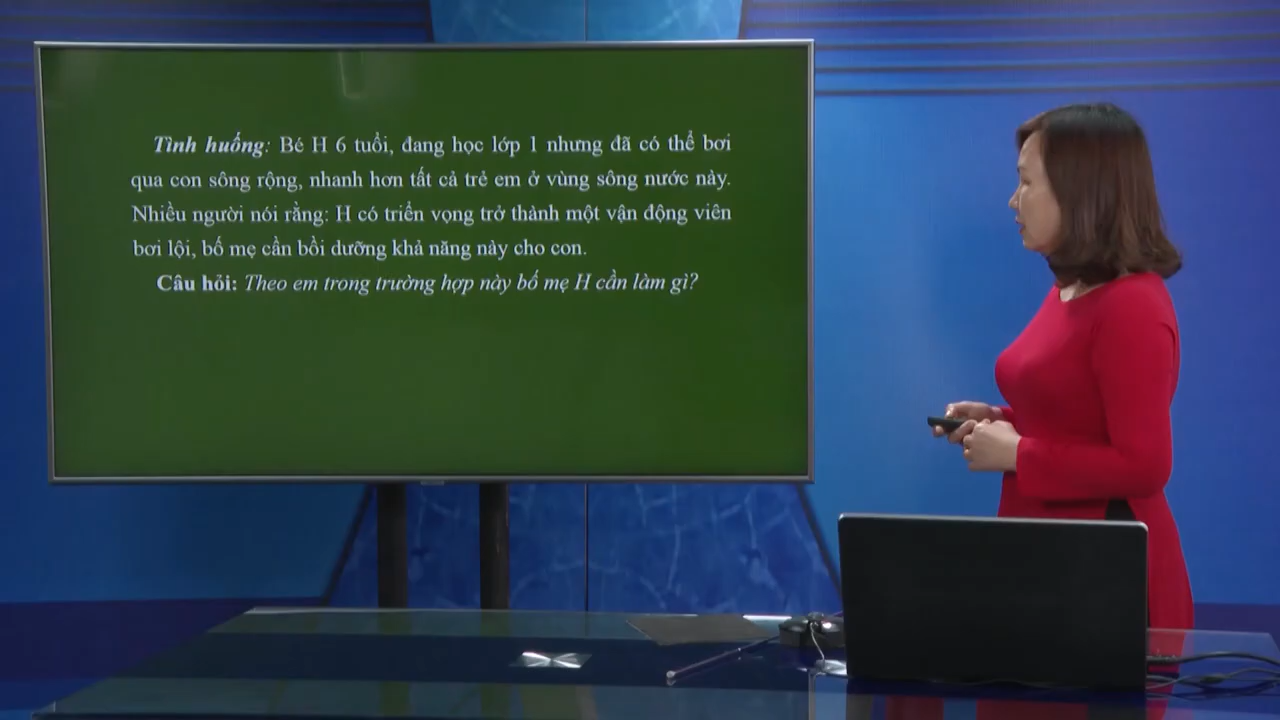 Tình huống: Bé H 6 tuổi, đang học lớp 1 nhưng đã có thể bơi
qua con sông rộng, nhanh hơn tất cả trẻ em ở vùng sông nước này.
Nhiều người nói rằng: H có triển vọng trở thành một vận động viên
bơi lội, bố mẹ cần bồi dưỡng khả năng này cho con.
Câu hỏi: Theo em trong trường hợp này bố mẹ H cần làm gì?